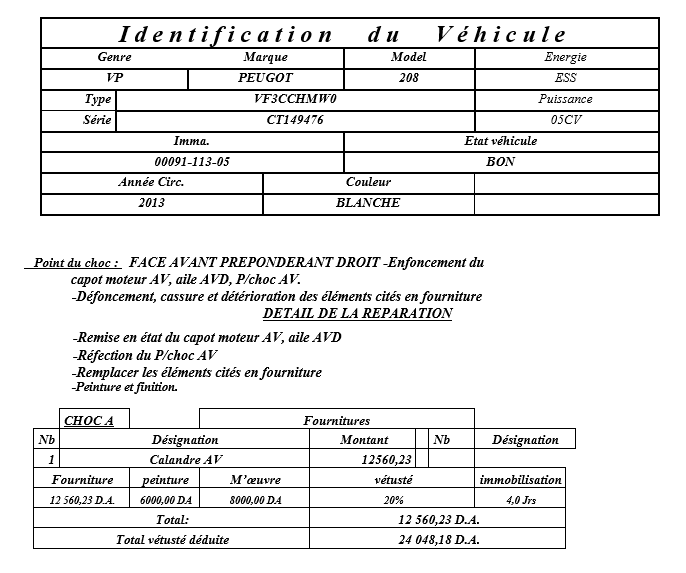 Identification du Véhicule
Genre Marque Model Energie
VP PEUGOT 208 ESS
Type VF3CCHMW0 Puissance
Série CT149476 05CV
Imma. Etat véhicule
00091-113-05 BON
Année Circ. Couleur
2013 BLANCHE
Point du choc : FACE AVANT PREPONDERANT DROIT -Enfoncement du
capot moteur AV, aile AVD, P/choc AV.
-Défoncement, cassure et détérioration des éléments cités en fourniture
DETAIL DE LA REPARATION
-Remise en état du capot moteur AV, aile AVD
-Réfection du P/choc AV
-Remplacer les éléments cités en fourniture
-Peinture et finition.
CHOC A Fournitures
Nb Désignation Montant Nb Désignation
1 Calandre AV 12560,23
Fourniture peinture M'œuvre vétusté immobilisation
12 560,23 D.A. 6000,00 DA 8000,00 DA 20% 4,0 Jrs
Total: 12 560,23 D.A.
Total vétusté déduite 24 048,18 D.A.